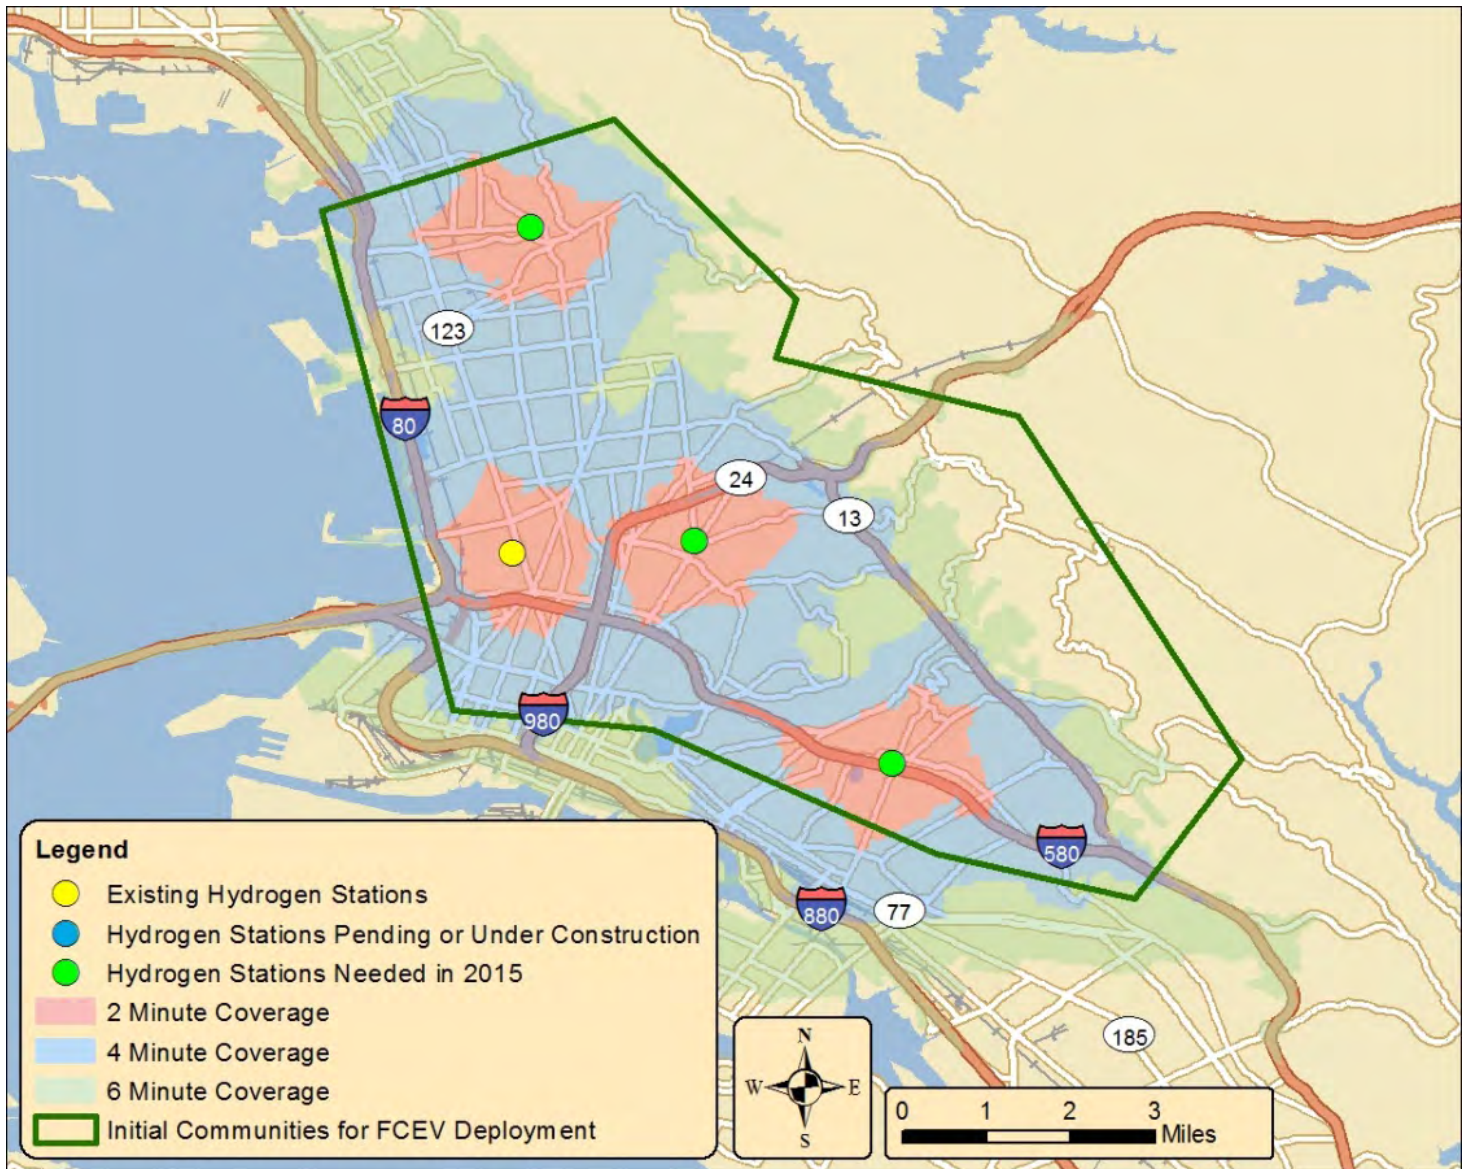 123
80
24
13
980
580
880
77
185
Legend
Existing Hydrogen Stations
Hydrogen Stations Pending or Under Construction
Hydrogen Stations Needed in 2015
2 Minute Coverage
4 Minute Coverage
6 Minute Coverage
Initial Communities for FCEV Deployment
N
W E
S
0 1 2 3
Miles